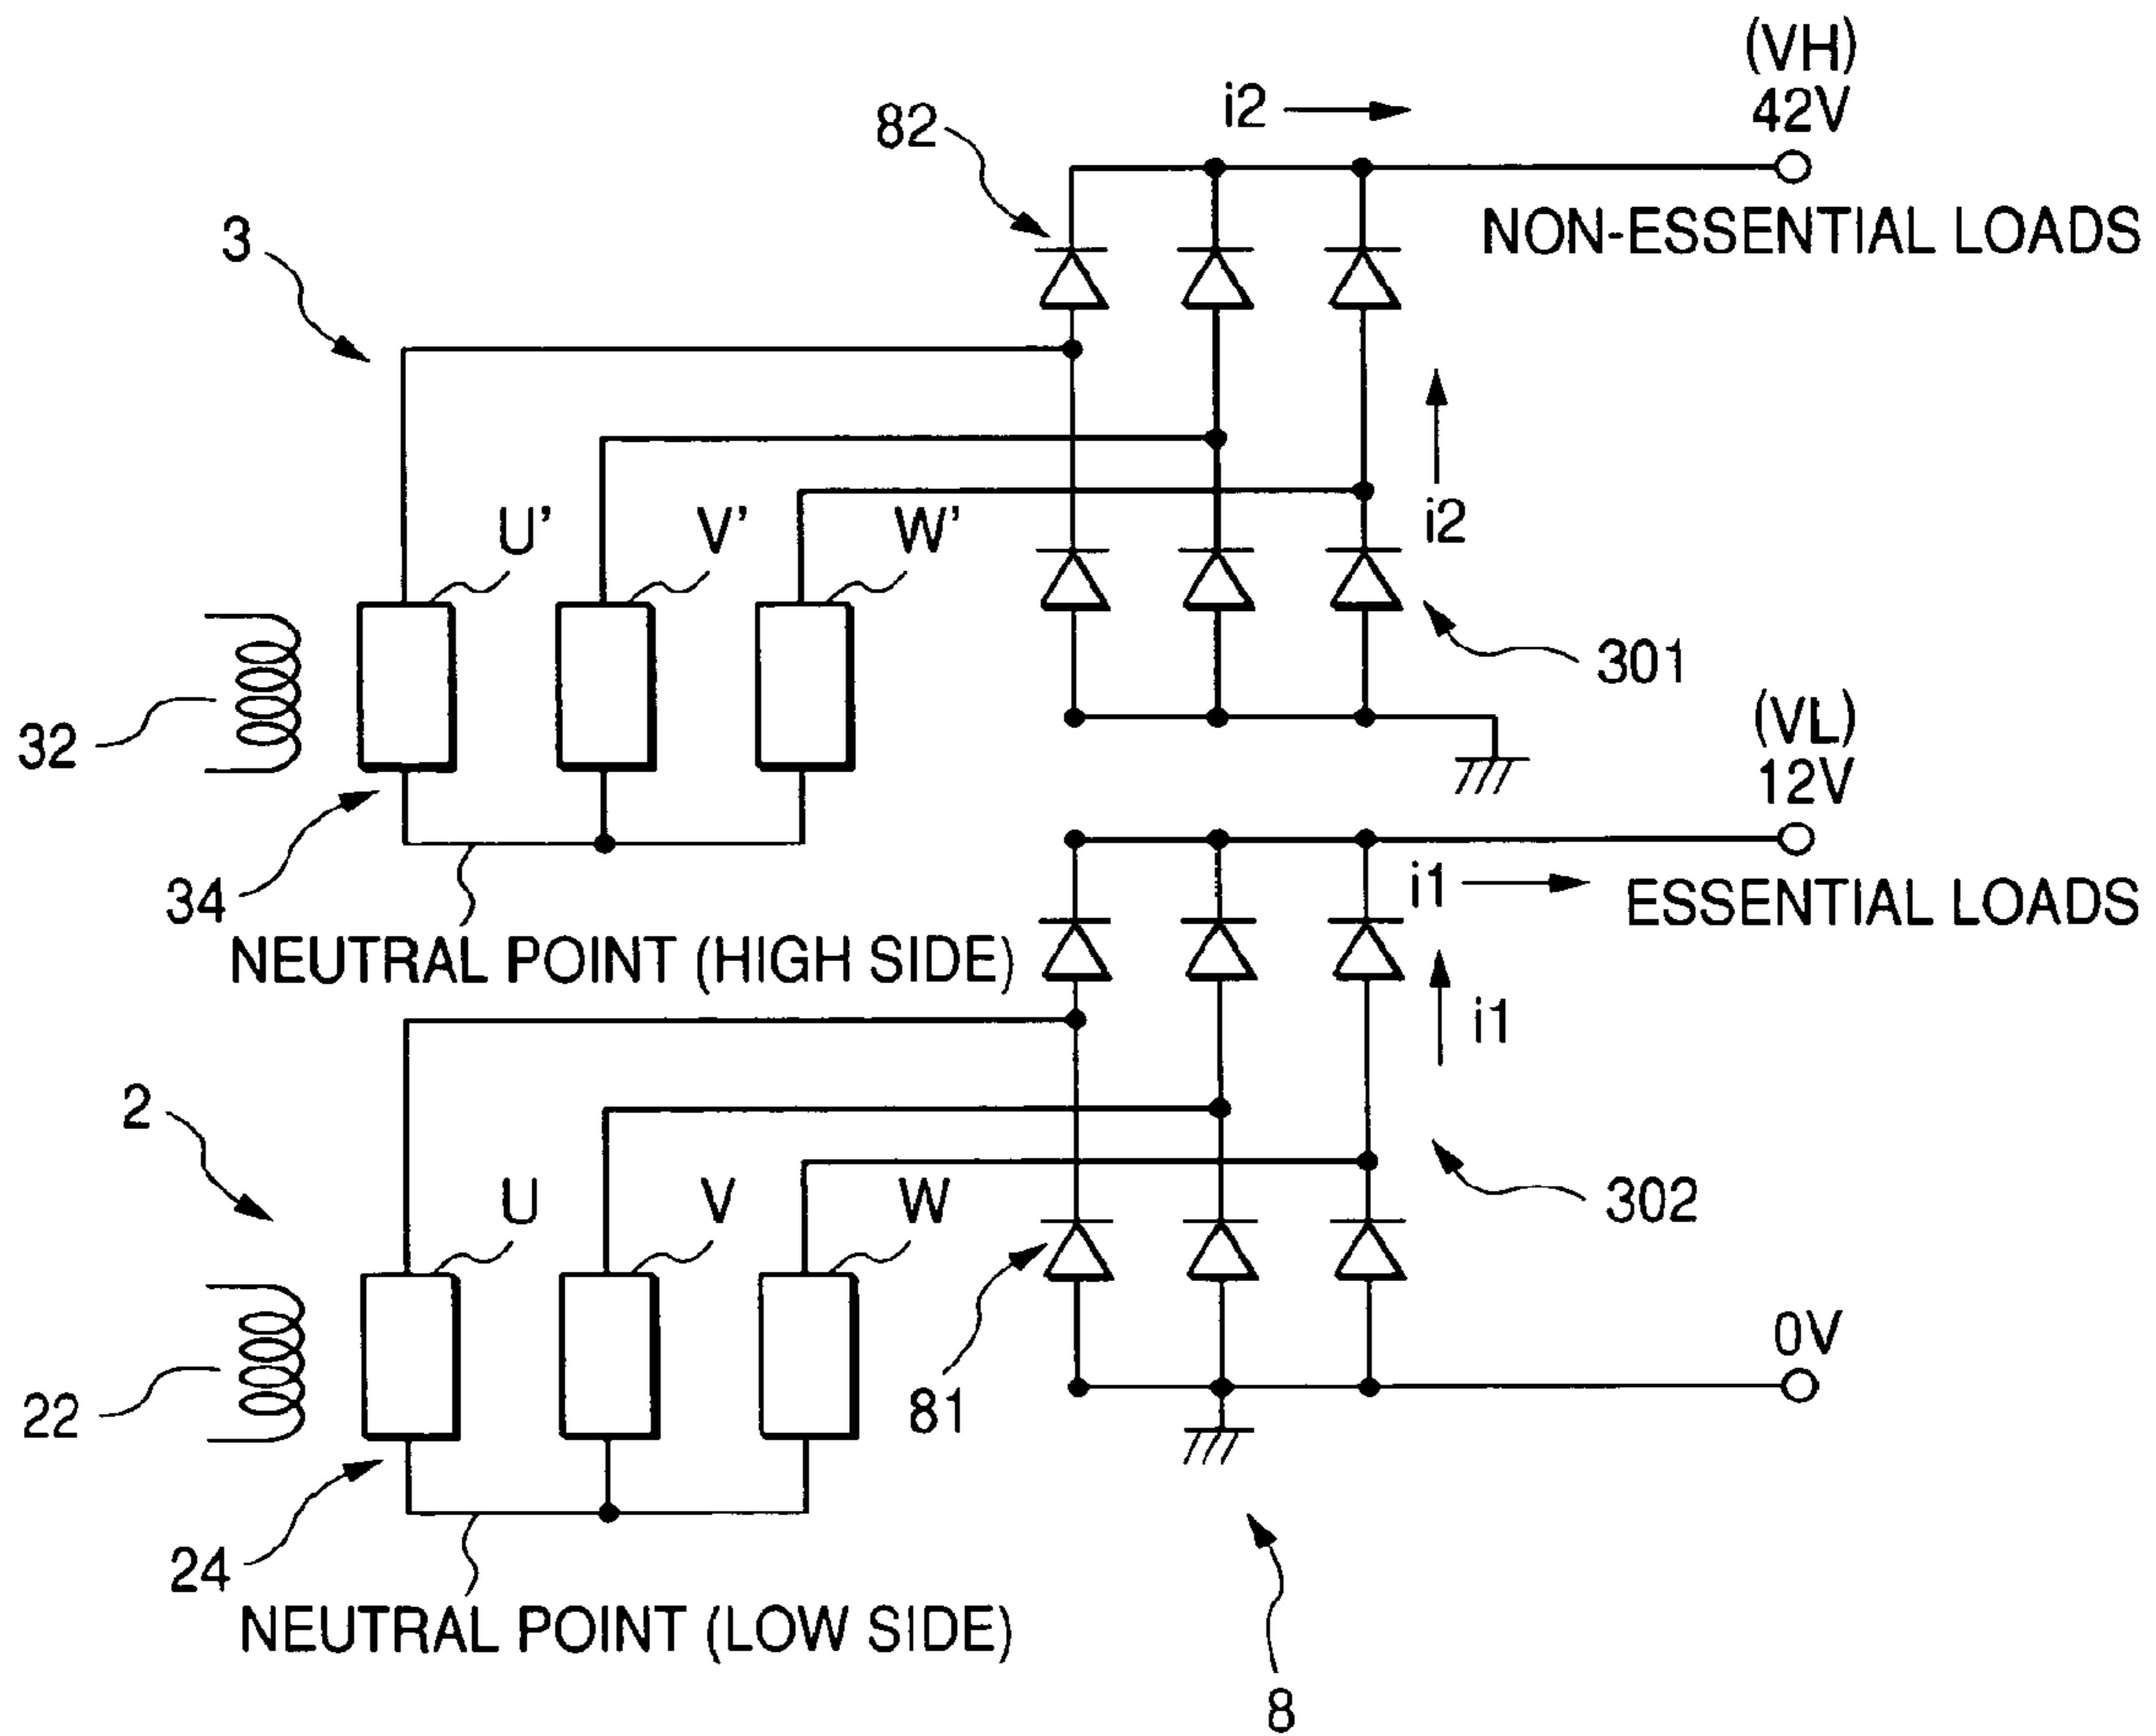 (VH)
42V
i2
82
NON-ESSENTIAL LOADS
3
i2
U'
V'
W'
301
32
(VL)
12V
34
i1
ESSENTIAL LOADS
NEUTRAL POINT (HIGH SIDE)
i1
2
302
U
V
W
0V
81
22
24
NEUTRAL POINT (LOW SIDE)
8